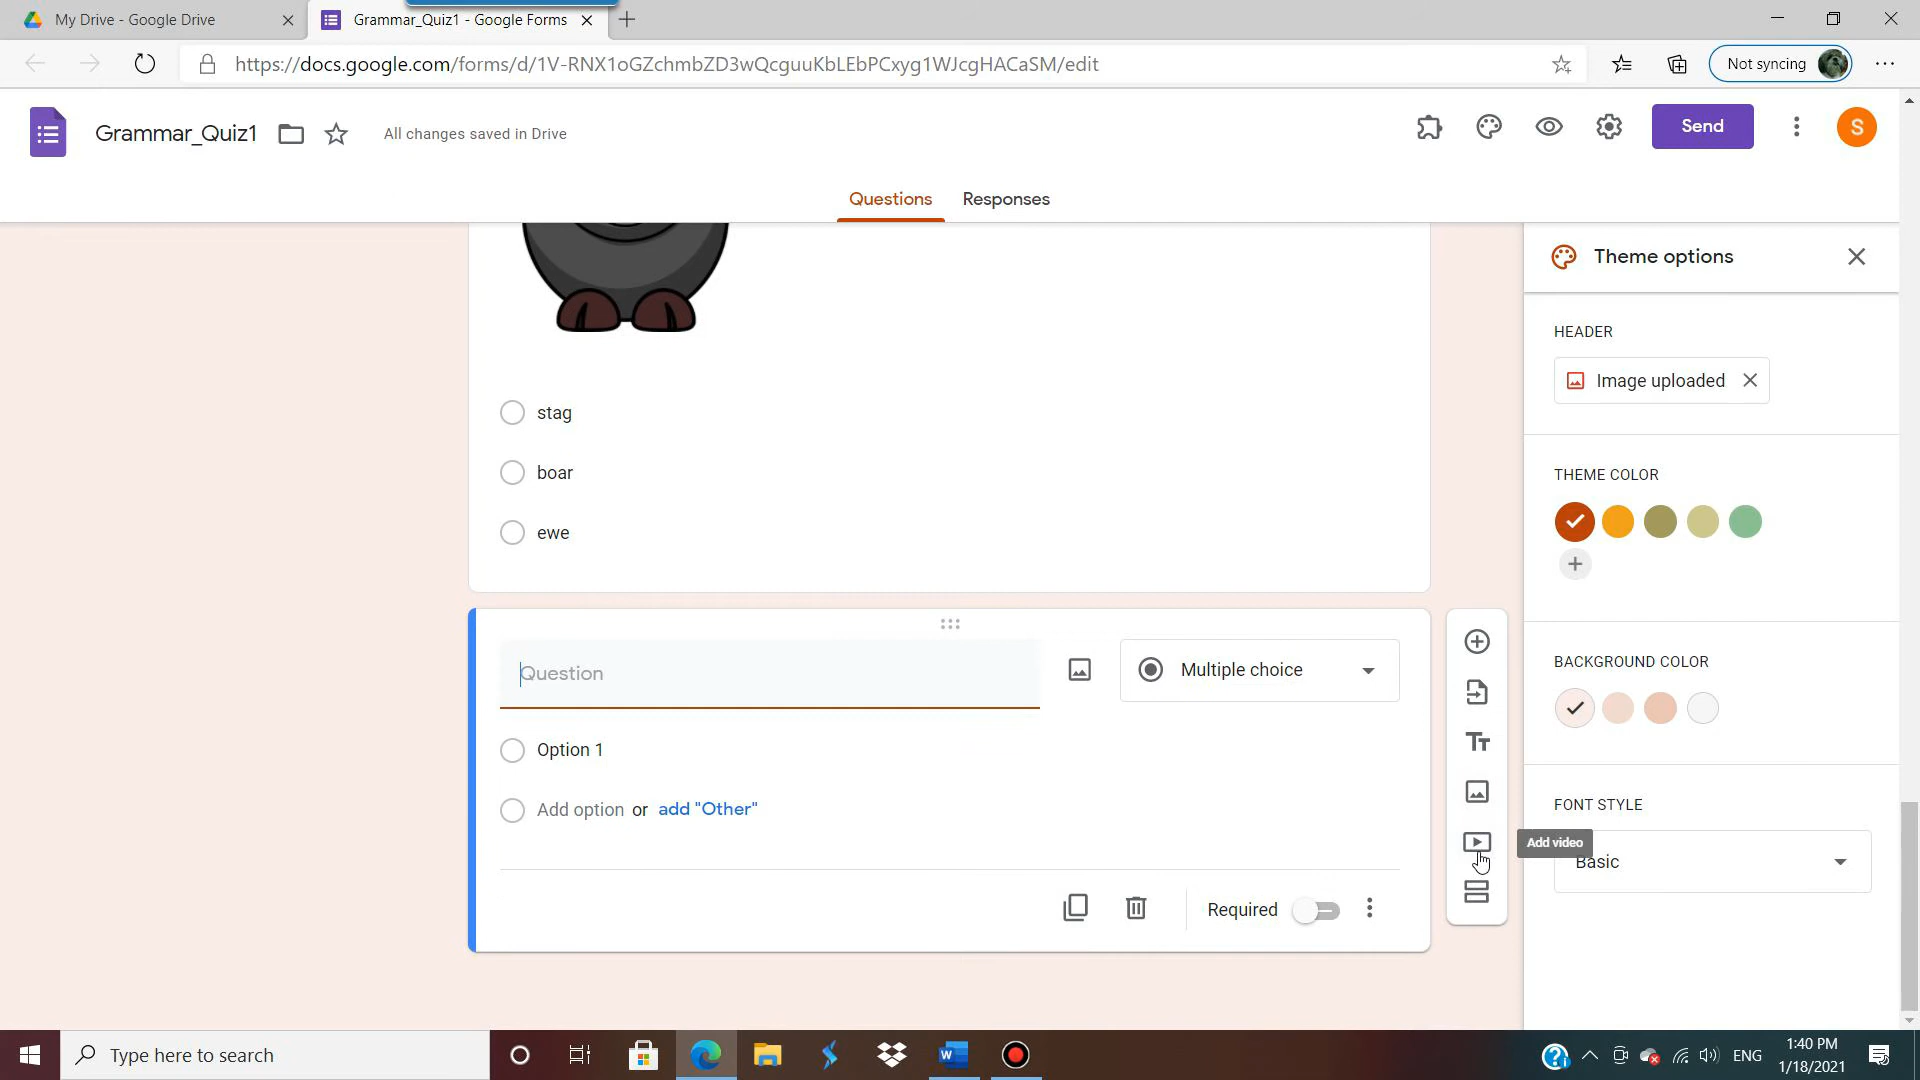 My Drive - Google Drive
Grammar_Quiz1 - Google Forms
https://docs.google.com/forms/d/1V-RNX1oGZchmbZD3wQcguuKbLEbPCxyg1WJcgHACaSM/edit
Not syncing
Grammar_Quiz1
All changes saved in Drive
Send
S
Questions
Responses
Theme options
HEADER
Image uploaded
stag
THEME COLOR
boar
ewe
BACKGROUND COLOR
Question
Multiple choice
Option 1
Tт
Add option or add "Other"
FONT STYLE
Add video
Basic
Required
Type here to search
W
ENG
1:40 PM
1/18/2021